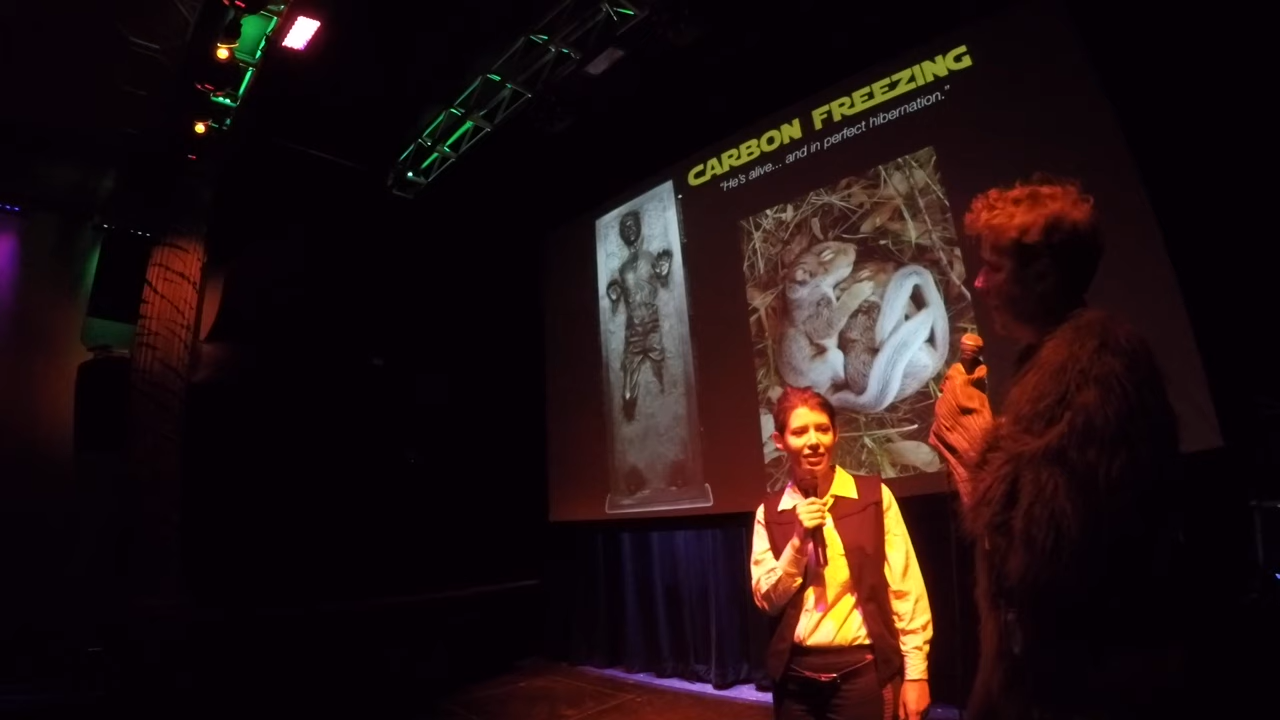 CARBON FREEZING
“He’s alive... and in perfect hibernation.”